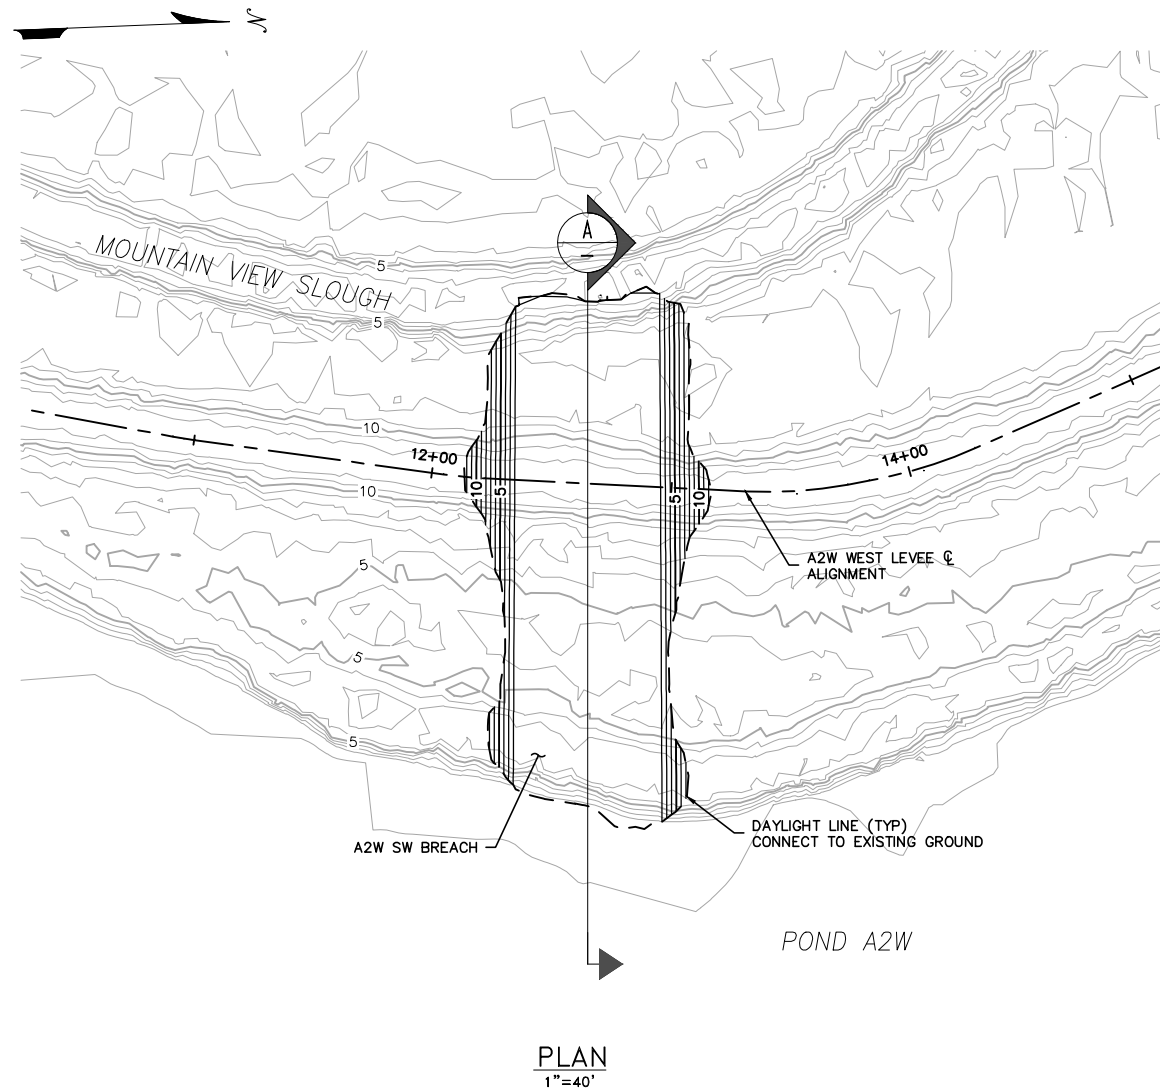 N
5
A
MOUNTAIN VIEW SLOUGH
5
10
12+00
14+00
10
10
5
5
10
A2W WEST LEVEE ℄
ALIGNMENT
5
5
5
DAYLIGHT LINE (TYP)
CONNECT TO EXISTING GROUND
A2W SW BREACH
POND A2W
PLAN
1"=40'